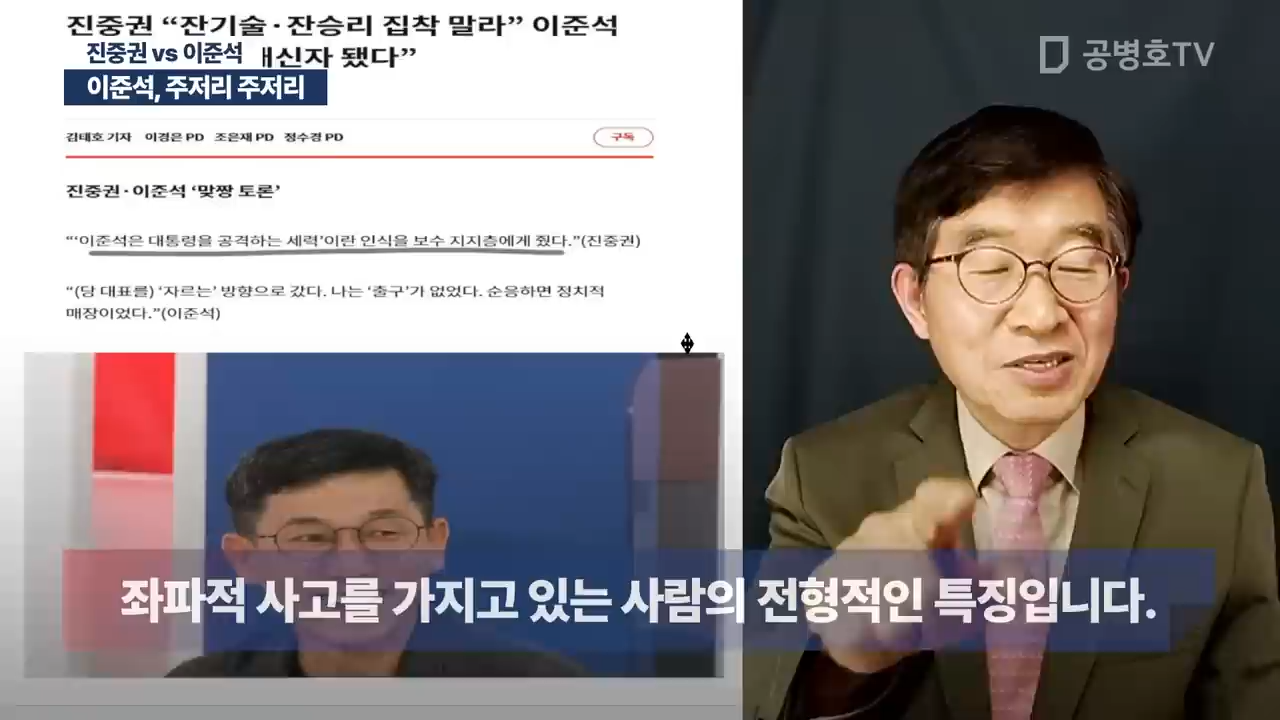 진중권 “잔기술·잔승리 집착 말라” 이준석
신자 됐다”
진중권 vs 이준석
이준석, 주저리 주저리
공병호TV
김태호 기자 이경은 PD 조은재 PD 정수경 PD
구독
진중권·이준석 ‘맞짱 토론’
“‘이준석은 대통령을 공격하는 세력’이란 인식을 보수 지지층에게 줬다.”(진중권)
“(당 대표를) ‘자르는’ 방향으로 갔다. 나는 ‘출구’가 없었다. 순응하면 정치적
매장이었다.”(이준석)
좌파적 사고를 가지고 있는 사람의 전형적인 특징입니다.